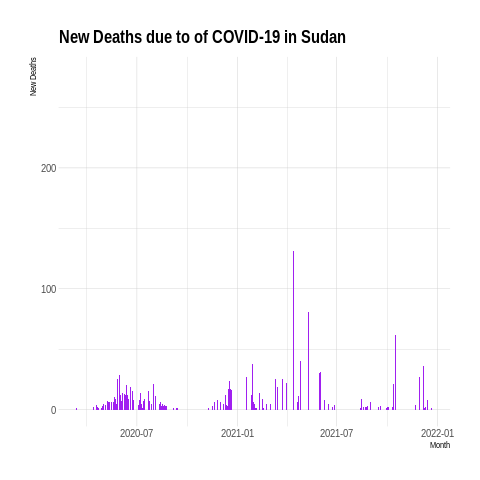 New Deaths due to of COVID-19 in Sudan
New Deaths
200
100
0
2020-07 2021-01 2021-07 2022-01
Month